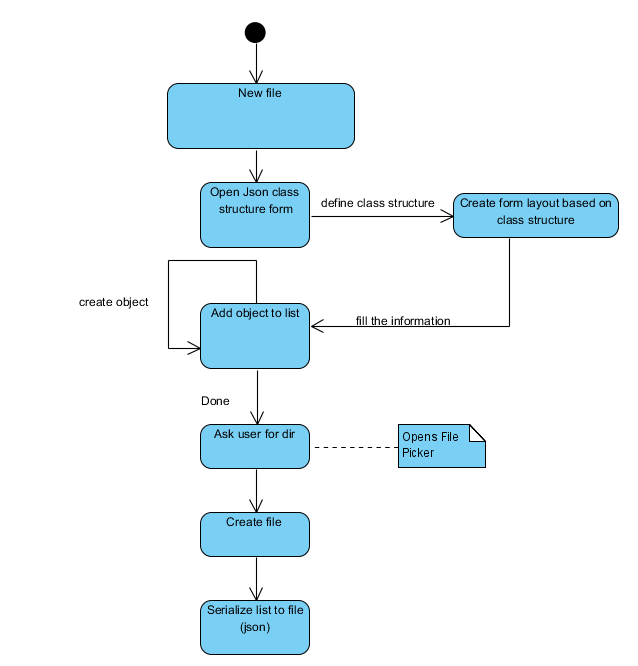 New file
Open Json class
structure form
define class structure
Create form layout based on
class structure
create object
Add object to list
fill the information
Done
Ask user for dir
Opens File
Picker
Create file
Serialize list to file
(json)